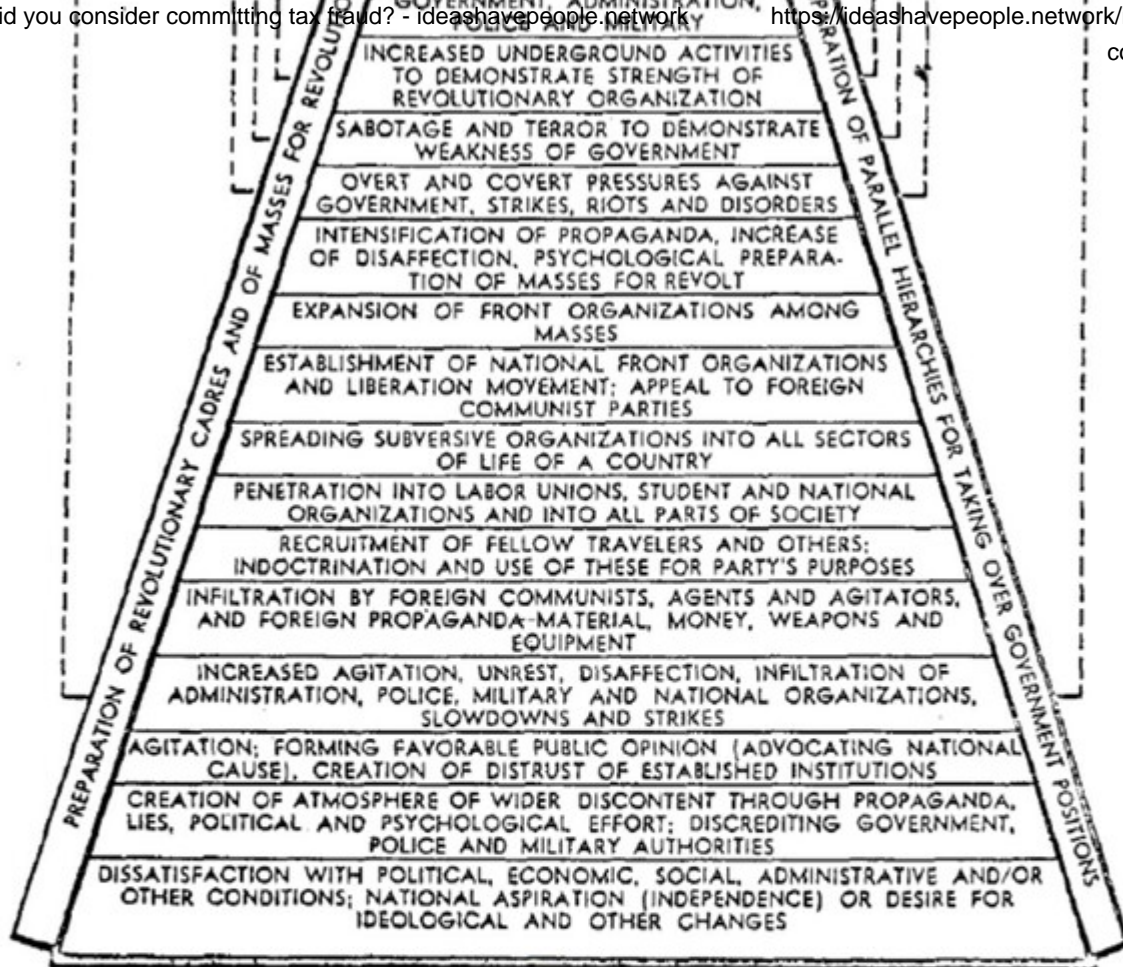 id you consider committing tax fraud? - ideashavepeople.network https://ideashavepeople.network/
co
GOVERNMENT, ADMINISTRATION,
POLICE AND MILITARY
INCREASED UNDERGROUND ACTIVITIES
TO DEMONSTRATE STRENGTH OF
REVOLUTIONARY ORGANIZATION
SABOTAGE AND TERROR TO DEMONSTRATE
WEAKNESS OF GOVERNMENT
OVERT AND COVERT PRESSURES AGAINST
GOVERNMENT, STRIKES, RIOTS AND DISORDERS
INTENSIFICATION OF PROPAGANDA, INCREASE
OF DISAFFECTION, PSYCHOLOGICAL PREPARA-
TION OF MASSES FOR REVOLT
EXPANSION OF FRONT ORGANIZATIONS AMONG
MASSES
ESTABLISHMENT OF NATIONAL FRONT ORGANIZATIONS
AND LIBERATION MOVEMENT; APPEAL TO FOREIGN
COMMUNIST PARTIES
SPREADING SUBVERSIVE ORGANIZATIONS INTO ALL SECTORS
OF LIFE OF A COUNTRY
PENETRATION INTO LABOR UNIONS, STUDENT AND NATIONAL
ORGANIZATIONS AND INTO ALL PARTS OF SOCIETY
RECRUITMENT OF FELLOW TRAVELERS AND OTHERS;
INDOCTRINATION AND USE OF THESE FOR PARTY'S PURPOSES
INFILTRATION BY FOREIGN COMMUNISTS, AGENTS AND AGITATORS,
AND FOREIGN PROPAGANDA-MATERIAL, MONEY, WEAPONS AND
EQUIPMENT
INCREASED AGITATION, UNREST, DISAFFECTION, INFILTRATION OF
ADMINISTRATION, POLICE, MILITARY AND NATIONAL ORGANIZATIONS,
SLOWDOWNS AND STRIKES
AGITATION; FORMING FAVORABLE PUBLIC OPINION (ADVOCATING NATIONAL
CAUSE), CREATION OF DISTRUST OF ESTABLISHED INSTITUTIONS
CREATION OF ATMOSPHERE OF WIDER DISCONTENT THROUGH PROPAGANDA,
LIES, POLITICAL AND PSYCHOLOGICAL EFFORT; DISCREDITING GOVERNMENT,
POLICE AND MILITARY AUTHORITIES
DISSATISFACTION WITH POLITICAL, ECONOMIC, SOCIAL, ADMINISTRATIVE AND/OR
OTHER CONDITIONS; NATIONAL ASPIRATION (INDEPENDENCE) OR DESIRE FOR
IDEOLOGICAL AND OTHER CHANGES
PREPARATION OF REVOLUTIONARY CADRES AND OF MASSES FOR REVOLUTIO
PARATION OF PARALLEL HIERARCHIES FOR TAKING OVER GOVERNMENT POSITIONS